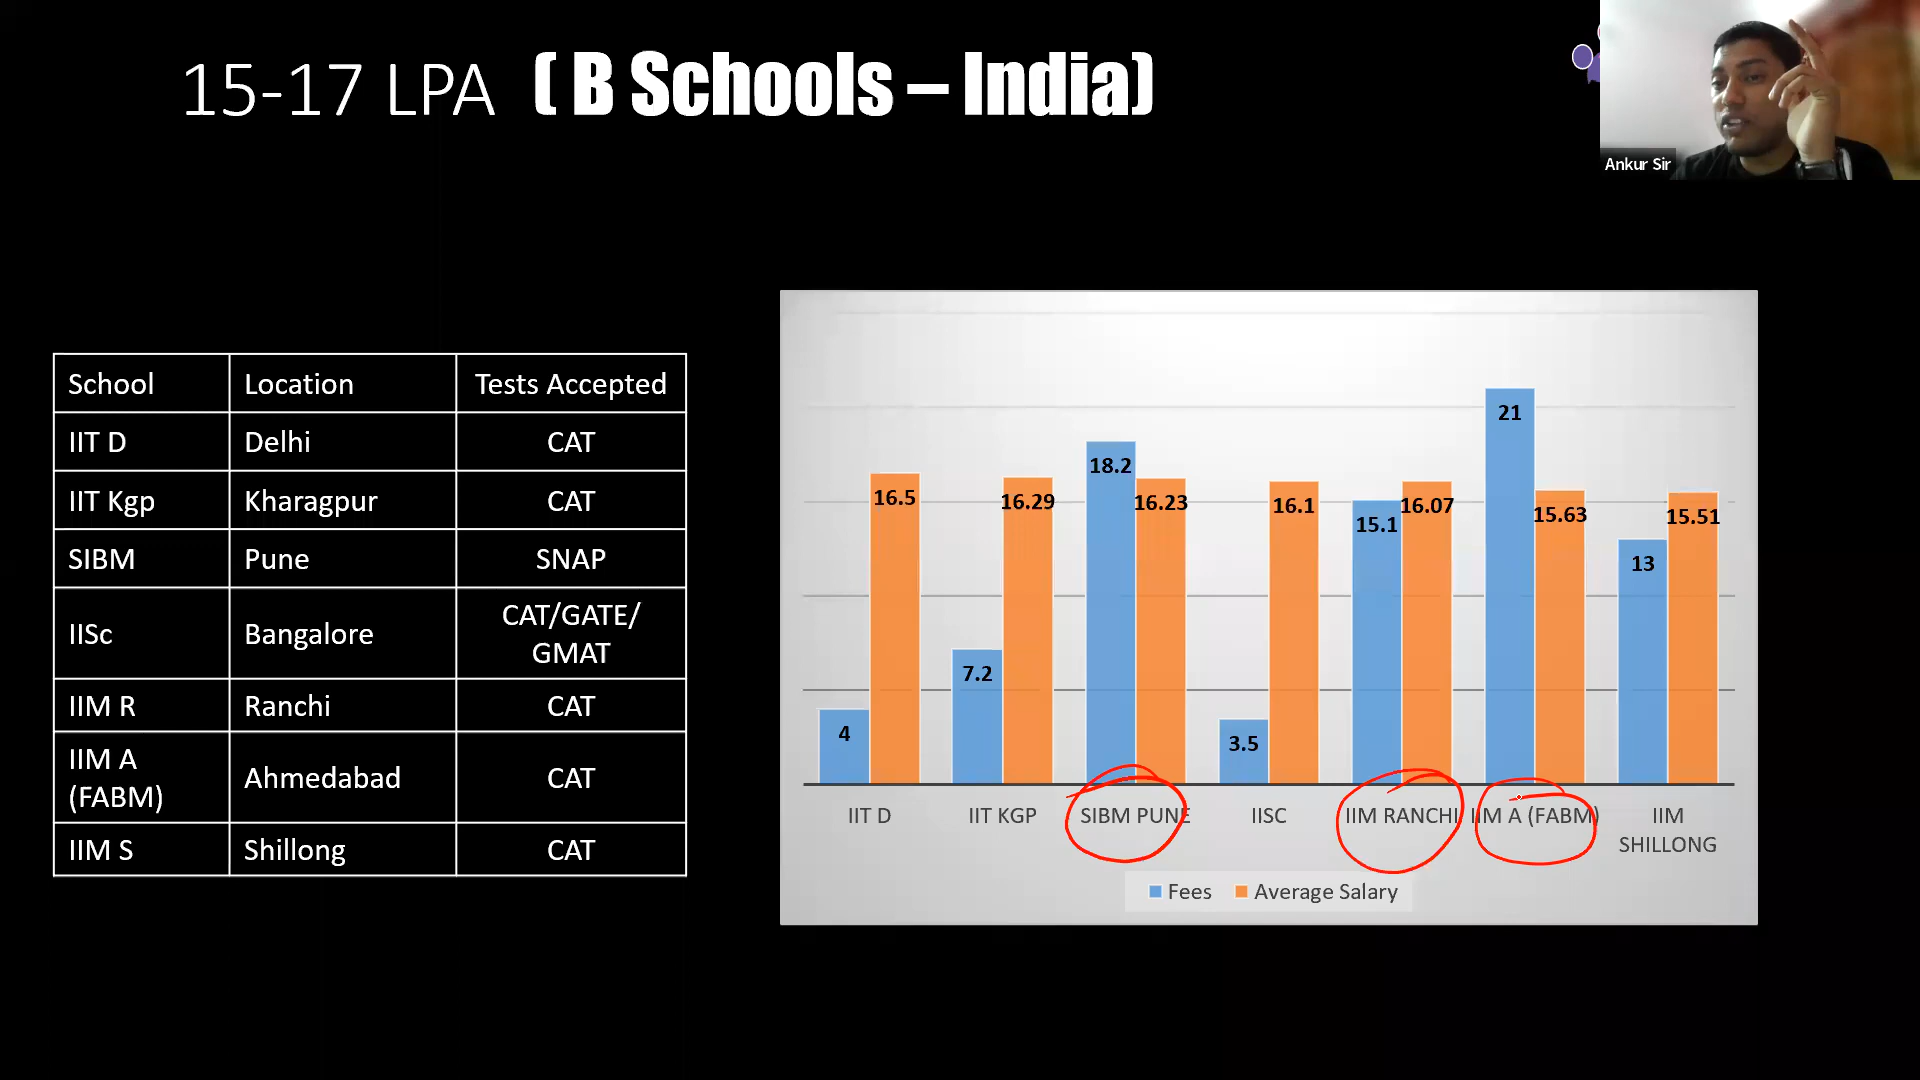 15-17 LPA ( B Schools – India)
Ankur Sir
School Location Tests Accepted
IIT D Delhi CAT
IIT Kgp Kharagpur CAT
SIBM Pune SNAP
IISc Bangalore CAT/GATE/
GMAT
IIM R Ranchi CAT
IIM A
(FABM) Ahmedabad CAT
IIM S Shillong CAT
4 16.5 7.2 16.29 18.2 16.23 3.5 16.1 15.1 16.07 21 15.63 13 15.51
IIT D IIT KGP SIBM PUNE IISC IIM RANCHI IIM A (FABM) IIM
SHILLONG
Fees Average Salary